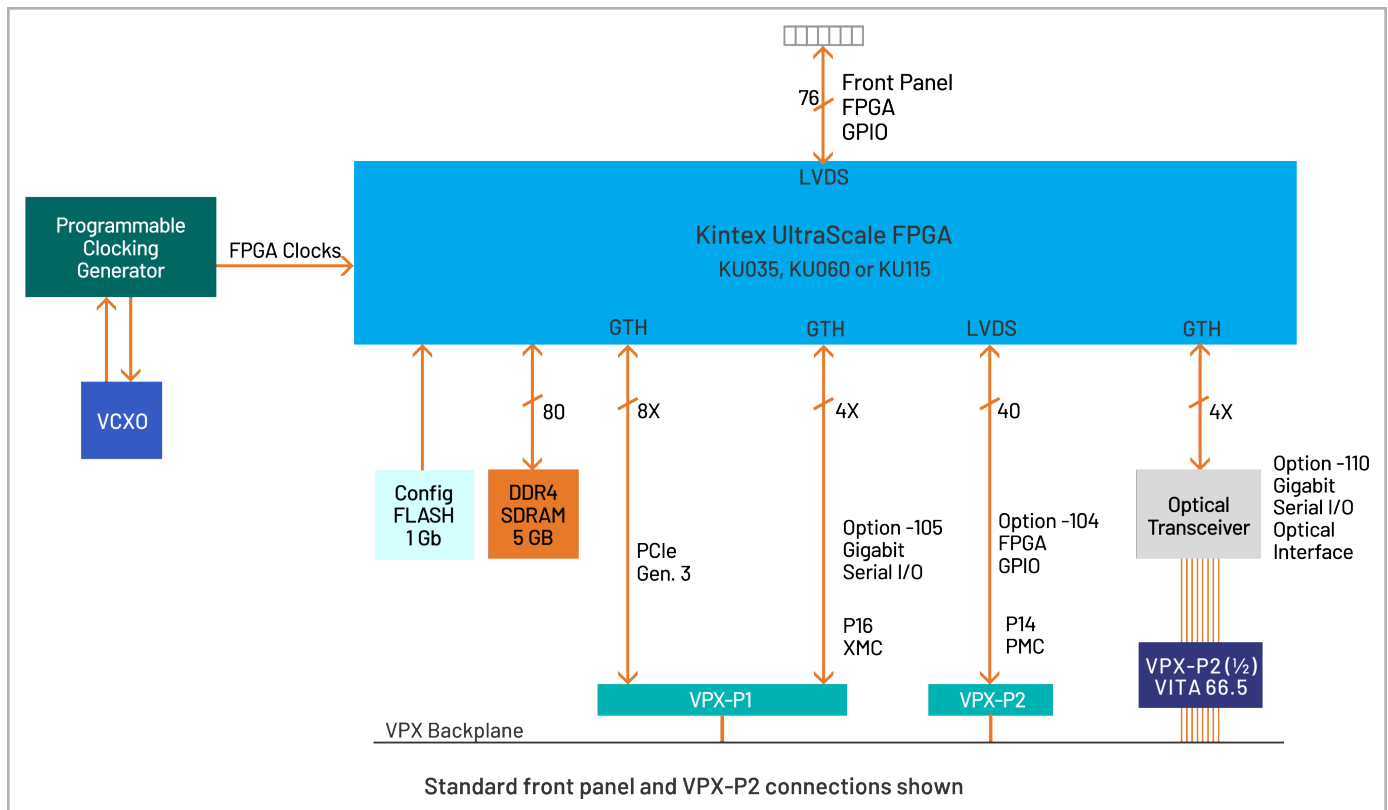 76
Front Panel
FPGA
GPIO
LVDS
Programmable
Clocking
Generator
FPGA Clocks
Kintex UltraScale FPGA
KU035, KU060 or KU115
GTH
GTH
LVDS
GTH
VCXO
80
8X
4X
40
4X
Config
FLASH
1 Gb
DDR4
SDRAM
5 GB
PCIe
Gen. 3
Option -105
Gigabit
Serial I/O
P16
XMC
Option -104
FPGA
GPIO
P14
PMC
Optical
Transceiver
Option -110
Gigabit
Serial I/O
Optical
Interface
VPX-P1
VPX-P2
VPX-P2 (½)
VITA 66.5
VPX Backplane
Standard front panel and VPX-P2 connections shown